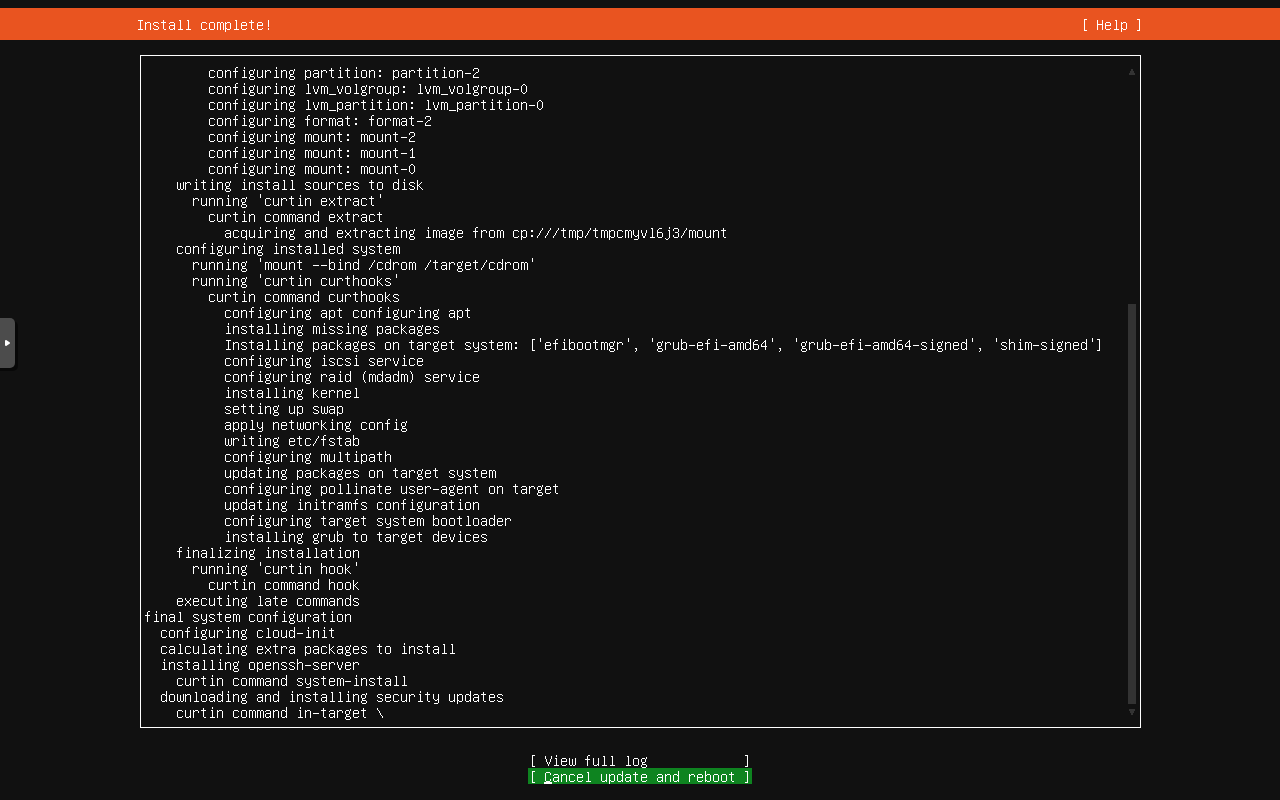 Install complete!
[ Help ]
configuring partition: partition-2
configuring lvm_volgroup: lvm_volgroup-0
configuring lvm_partition: lvm_partition-0
configuring format: format-2
configuring mount: mount-2
configuring mount: mount-1
configuring mount: mount-0
writing install sources to disk
running 'curtin extract'
curtin command extract
acquiring and extracting image from cp:///tmp/tmpcmyvl6j3/mount
configuring installed system
running 'mount --bind /cdrom /target/cdrom'
running 'curtin curthooks'
curtin command curthooks
configuring apt configuring apt
installing missing packages
Installing packages on target system: ['efibootmgr', 'grub-efi-amd64', 'grub-efi-amd64-signed', 'shim-signed']
configuring iscsi service
configuring raid (mdadm) service
installing kernel
setting up swap
apply networking config
writing etc/fstab
configuring multipath
updating packages on target system
configuring pollinate user-agent on target
updating initramfs configuration
configuring target system bootloader
installing grub to target devices
finalizing installation
running 'curtin hook'
curtin command hook
executing late commands
final system configuration
configuring cloud-init
calculating extra packages to install
installing openssh-server
curtin command system-install
downloading and installing security updates
curtin command in-target \
[ View full log ]
[ Cancel update and reboot ]